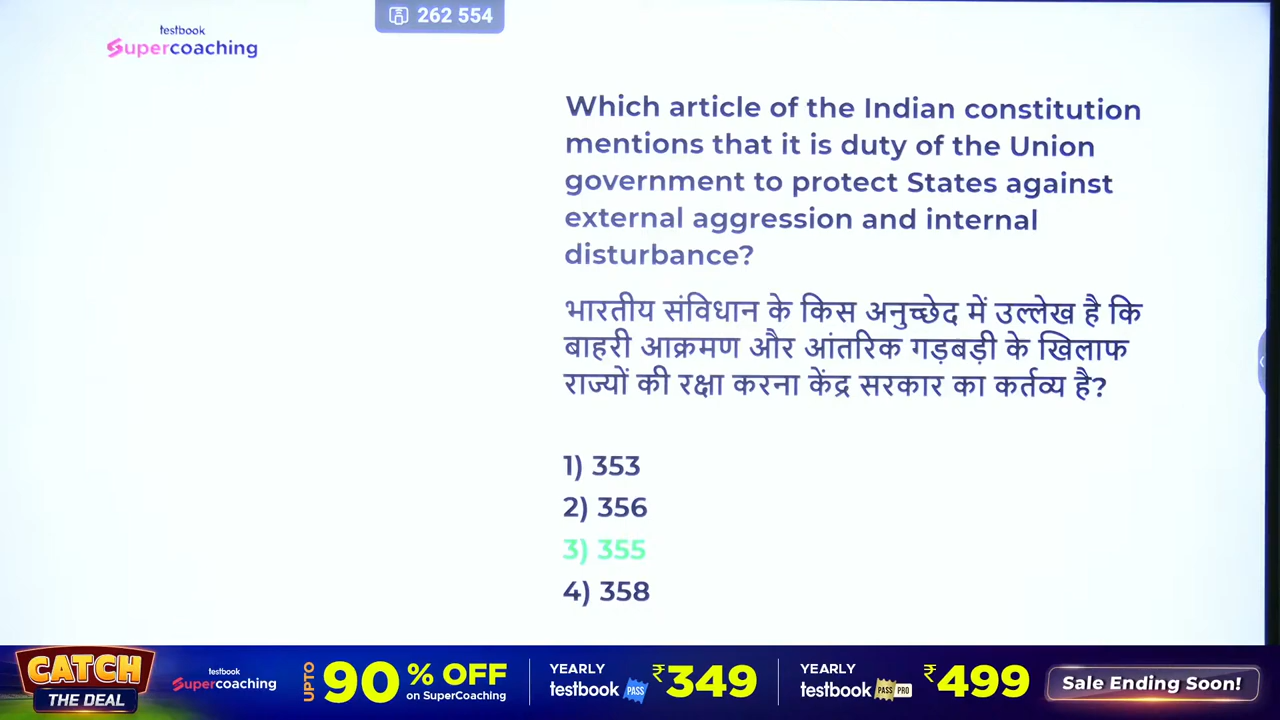 testbook
Supercoaching
262 554
Which article of the Indian constitution
mentions that it is duty of the Union
government to protect States against
external aggression and internal
disturbance?
भारतीय संविधान के किस अनुच्छेद में उल्लेख है कि
बाहरी आक्रमण और आंतरिक गड़बड़ी के खिलाफ
राज्यों की रक्षा करना केंद्र सरकार का कर्तव्य है?
1) 353
2) 356
3) 355
4) 358
CATCH
THE DEAL
testbook
Supercoaching
UPTO
90% OFF
on SuperCoaching
YEARLY
testbook PASS
₹349
YEARLY
testbook PASS PRO
₹499
Sale Ending Soon!